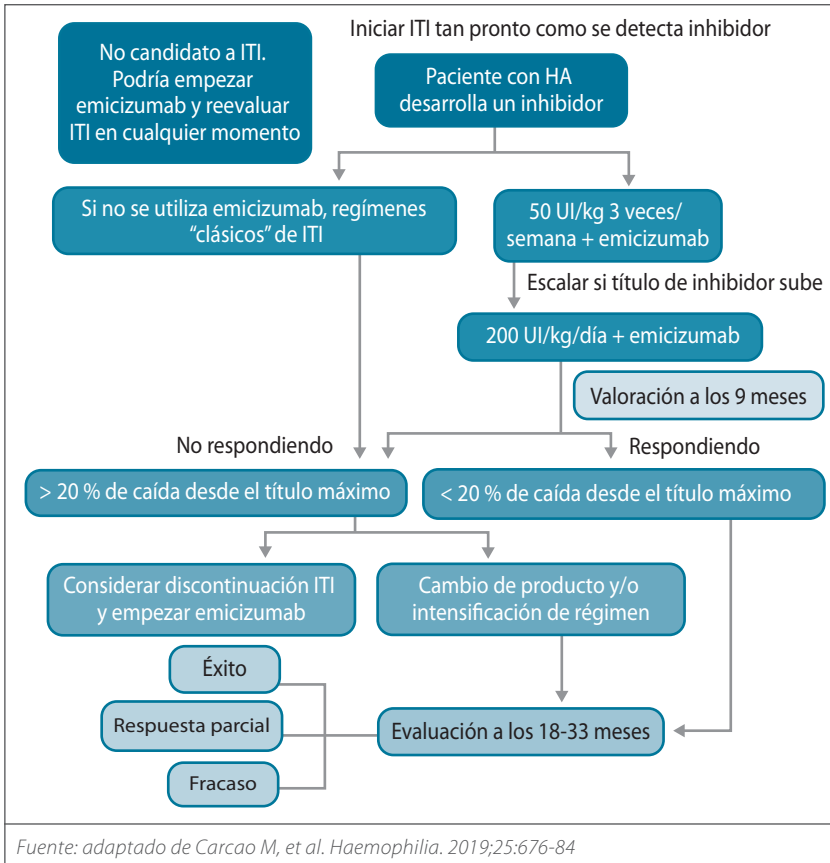 Iniciar ITI tan pronto como se detecta inhibidor
No candidato a ITI.
Podría empezar
emicizumab y reevaluar
ITI en cualquier momento
Paciente con HA
desarrolla un inhibidor
Si no se utiliza emicizumab, regímenes
“clásicos” de ITI
50 UI/kg 3 veces/
semana + emicizumab
Escalar si título de inhibidor sube
200 UI/kg/día + emicizumab
Valoración a los 9 meses
No respondiendo
Respondiendo
> 20 % de caída desde el título máximo
< 20 % de caída desde el título máximo
Considerar discontinuación ITI
y empezar emicizumab
Cambio de producto y/o
intensificación de régimen
Éxito
Respuesta parcial
Fracaso
Evaluación a los 18-33 meses
Fuente: adaptado de Carcao M, et al. Haemophilia. 2019;25:676-84